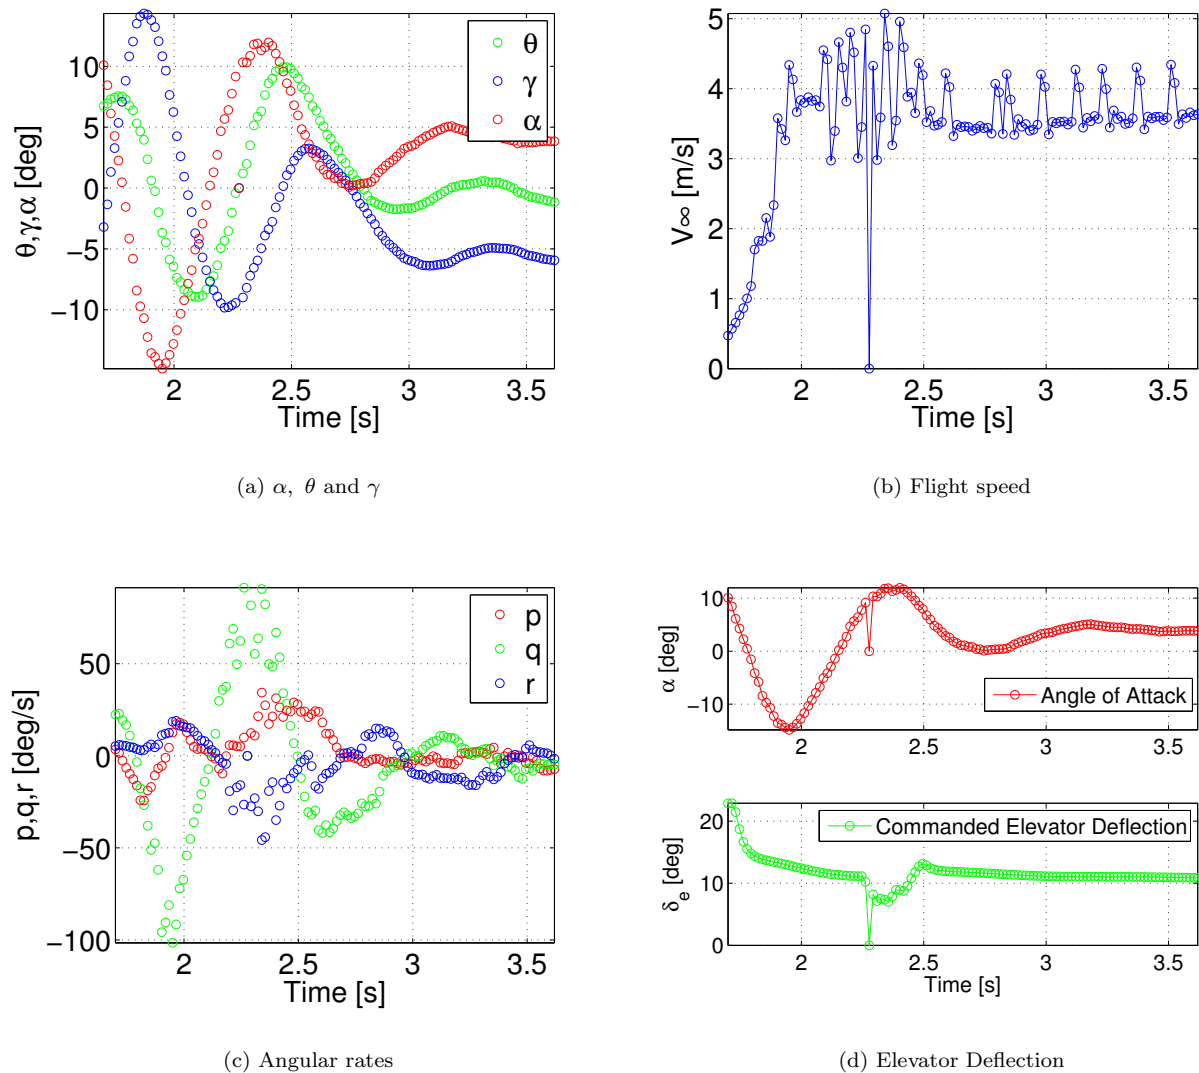 θ
γ
α
10
5
0
−5
−10
θ,γ,α [deg]
2
2.5
3
3.5
Time [s]
(a) α, θ and γ
5
4
3
2
1
0
V∞ [m/s]
2
2.5
3
3.5
Time [s]
(b) Flight speed
p
q
r
50
0
−50
−100
p,q,r [deg/s]
2
2.5
3
3.5
Time [s]
(c) Angular rates
10
0
−10
α [deg]
Angle of Attack
2
2.5
3
3.5
Commanded Elevator Deflection
20
10
0
δe [deg]
2
2.5
3
3.5
Time [s]
(d) Elevator Deflection